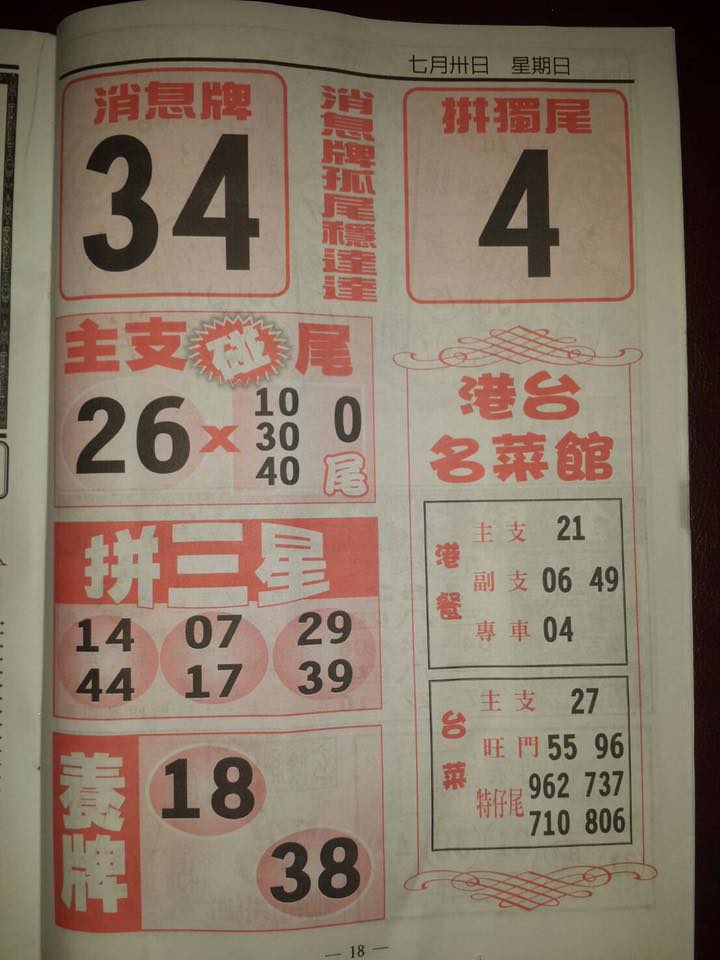 七月卅日 星期日
消息牌
34
消息牌孤尾穩達達
拚獨尾
4
主支碰尾
26 x 10 30 40 0尾
拼三星
14 07 29
44 17 39
養牌
18
38
港台
名菜館
港餐
主支 21
副支 06 49
專車 04
台菜
主支 27
旺門 55 96
特仔尾 962 737
710 806
— 18 —